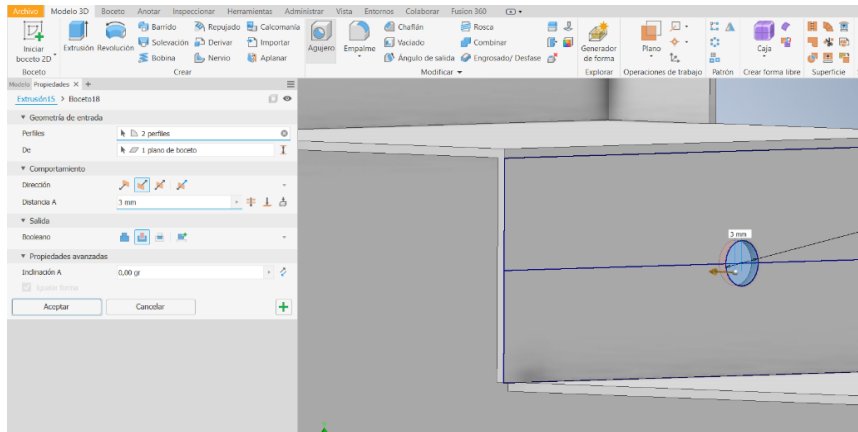 Archivo Modelo 3D Boceto Anotar Inspeccionar Herramientas Administrar Vista Entornos Colaborar Fusion 360
Iniciar boceto 2D
Extrusión
Revolución
Barrido
Solevación
Bobina
Repujado
Derivar
Nervio
Calcomanía
Importar
Aplanar
Agujero
Empalme
Chaflán
Vaciado
Ángulo de salida
Rosca
Combinar
Engrosado/ Desfase
Generador de forma
Plano
Caja
Boceto
Crear
Modificar
Explorar
Operaciones de trabajo
Patrón
Crear forma libre
Superficie
Modelo Propiedades × +
Extrusión15 > Boceto18
Geometría de entrada
Perfiles 2 perfiles
De 1 plano de boceto
Comportamiento
Dirección
Distancia A 3 mm
Salida
Booleano
Propiedades avanzadas
Inclinación A 0,00 gr
Igualar forma
Aceptar Cancelar
3 mm